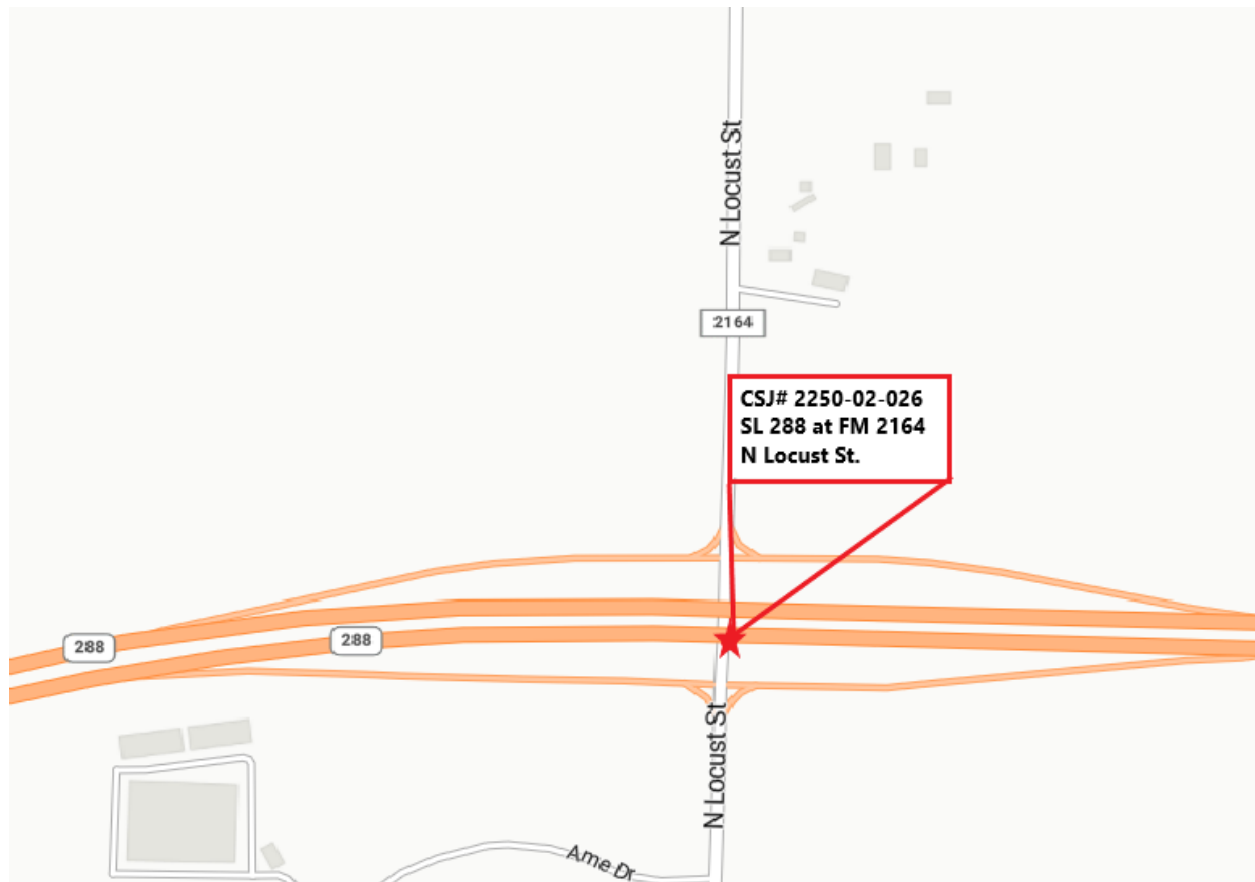 N Locust St
2164
CSJ# 2250-02-026
SL 288 at FM 2164
N Locust St.
288
288
N Locust St
Ame Dr